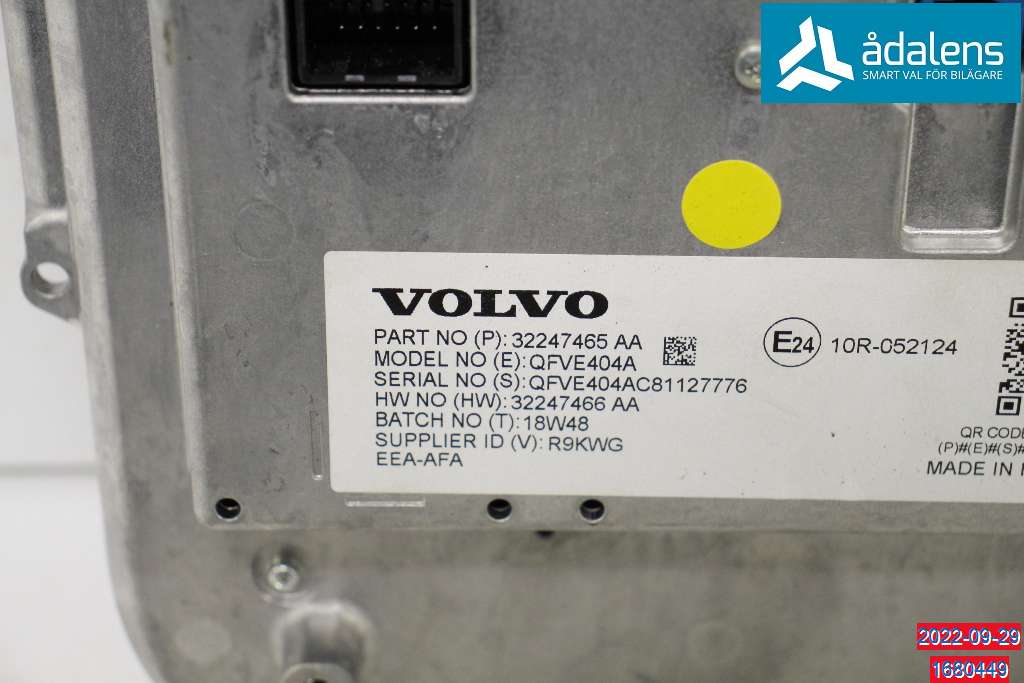 ådalens
SMART VAL FÖR BILÄGARE
VOLVO
PART NO (P): 32247465 AA
MODEL NO (E): QFVE404A
SERIAL NO (S): QFVE404AC81127776
HW NO (HW): 32247466 AA
BATCH NO (T): 18W48
SUPPLIER ID (V): R9KWG
EEA-AFA
E24 10R-052124
QR CODE
(P)#(E)#(S)#
MADE IN
2022-09-29
1680449